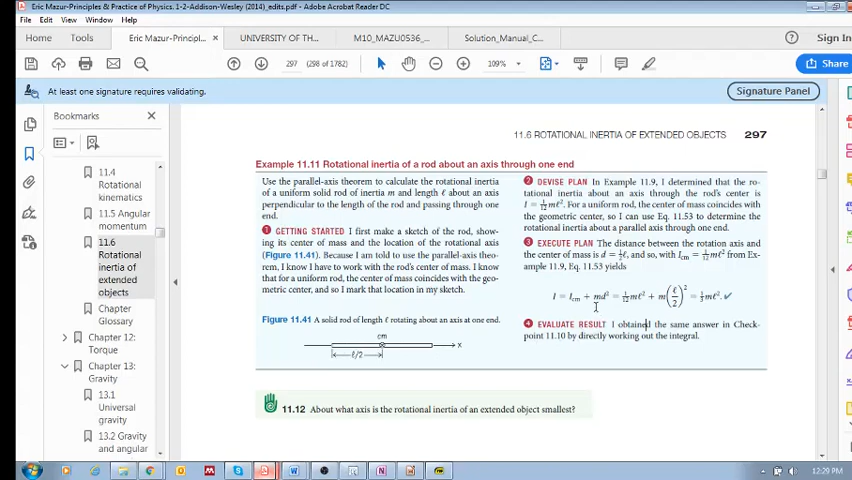 Eric Mazur-Principles & Practice of Physics. 1-2-Addison-Wesley (2014)_edits.pdf - Adobe Acrobat Reader DC
File Edit View Window Help
Home Tools Eric Mazur-Principl... × UNIVERSITY OF TH... M10_MAZU0536_... Solution_Manual_C... Sign In
297 (298 of 1782) 109% Share
At least one signature requires validating. Signature Panel
Bookmarks ×
11.4
Rotational
kinematics
11.5 Angular
momentum
11.6
Rotational
inertia of
extended
objects
Chapter
Glossary
Chapter 12:
Torque
Chapter 13:
Gravity
13.1
Universal
gravity
13.2 Gravity
and angular
11.6 ROTATIONAL INERTIA OF EXTENDED OBJECTS 297
Example 11.11 Rotational inertia of a rod about an axis through one end
Use the parallel-axis theorem to calculate the rotational inertia
of a uniform solid rod of inertia m and length ℓ about an axis
perpendicular to the length of the rod and passing through one
end.
1 GETTING STARTED I first make a sketch of the rod, show-
ing its center of mass and the location of the rotational axis
(Figure 11.41). Because I am told to use the parallel-axis theo-
rem, I know I have to work with the rod's center of mass. I know
that for a uniform rod, the center of mass coincides with the geo-
metric center, and so I mark that location in my sketch.
Figure 11.41 A solid rod of length ℓ rotating about an axis at one end.
cm
x
ℓ/2
2 DEVISE PLAN In Example 11.9, I determined that the ro-
tational inertia about an axis through the rod's center is
I = 1/12 mℓ². For a uniform rod, the center of mass coincides with
the geometric center, so I can use Eq. 11.53 to determine the
rotational inertia about a parallel axis through one end.
3 EXECUTE PLAN The distance between the rotation axis and
the center of mass is d = ½ℓ, and so, with Icm = 1/12 mℓ² from Ex-
ample 11.9, Eq. 11.53 yields
I = Icm + md² = 1/12 mℓ² + m(ℓ/2)² = 1/3 mℓ². ✓
4 EVALUATE RESULT I obtained the same answer in Check-
point 11.10 by directly working out the integral.
11.12 About what axis is the rotational inertia of an extended object smallest?
12:29 PM